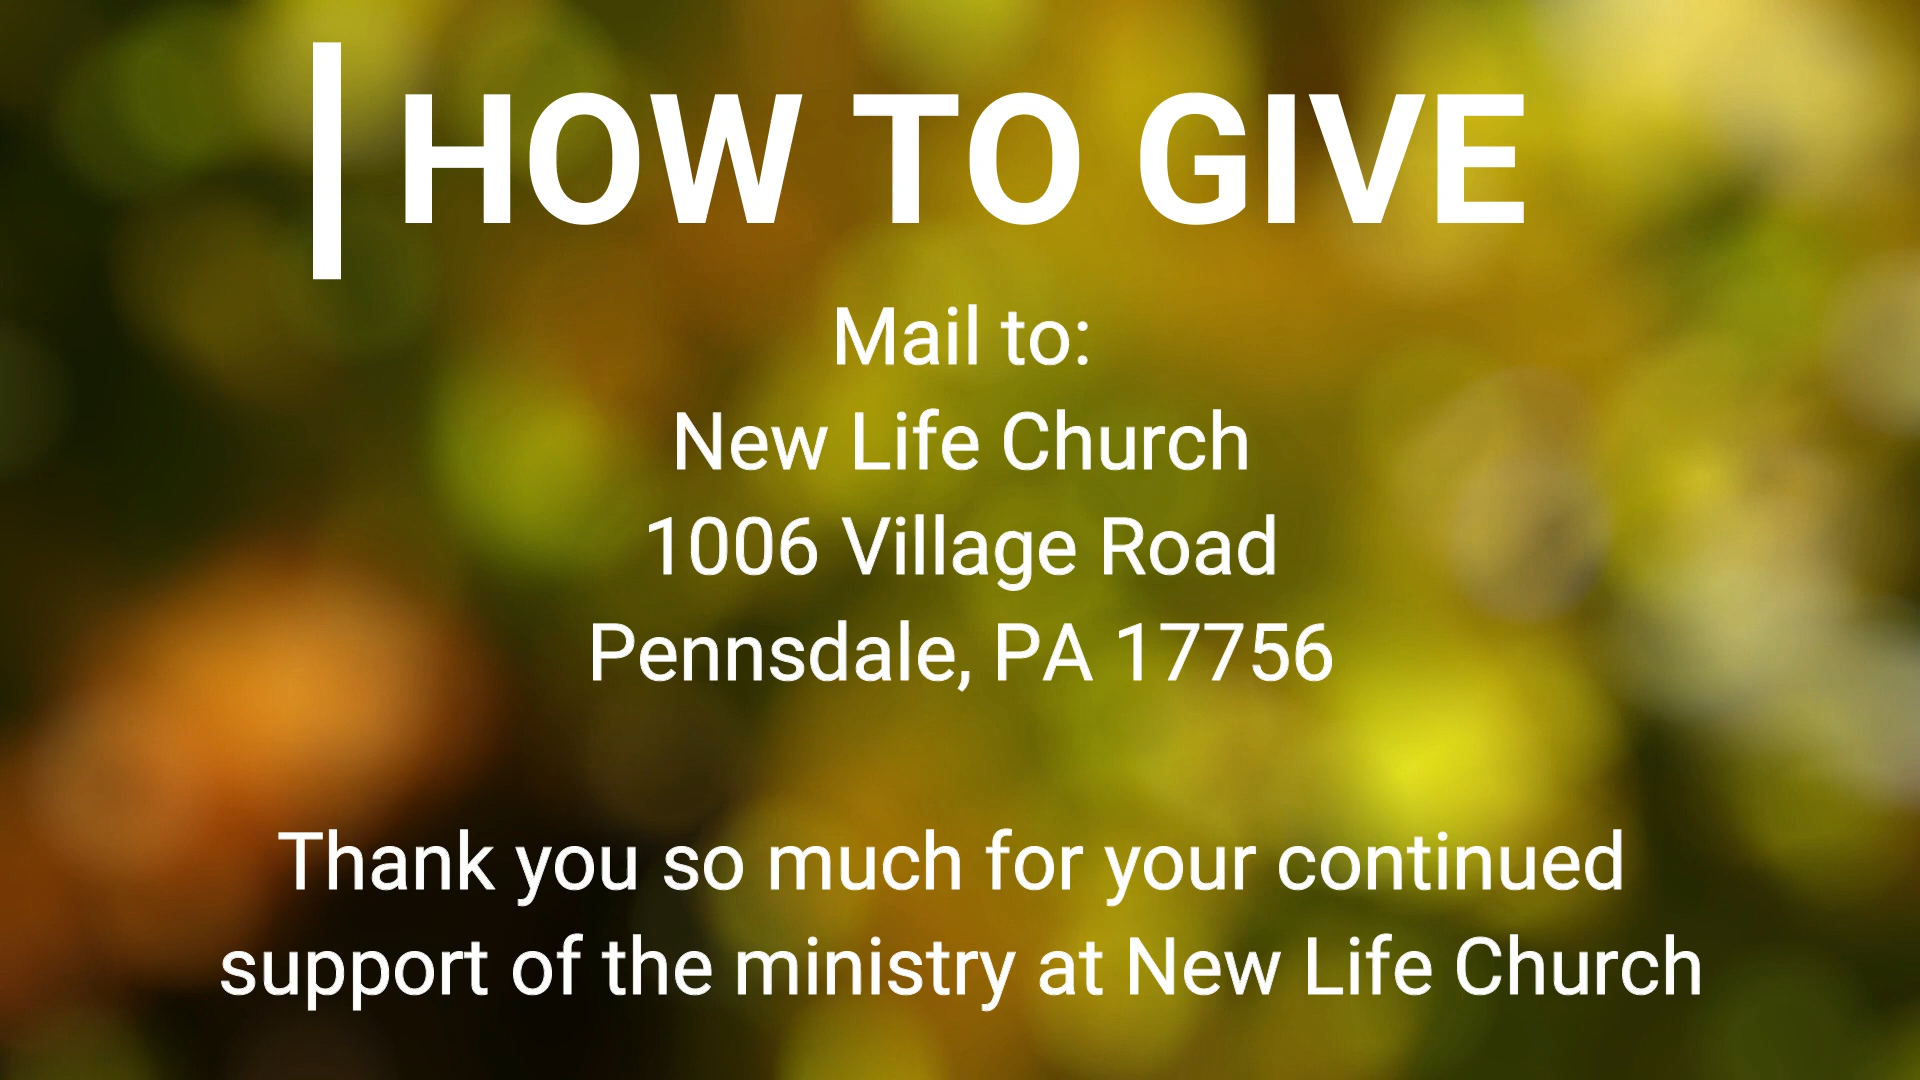 HOW TO GIVE
Mail to:
New Life Church
1006 Village Road
Pennsdale, PA 17756
Thank you so much for your continued
support of the ministry at New Life Church